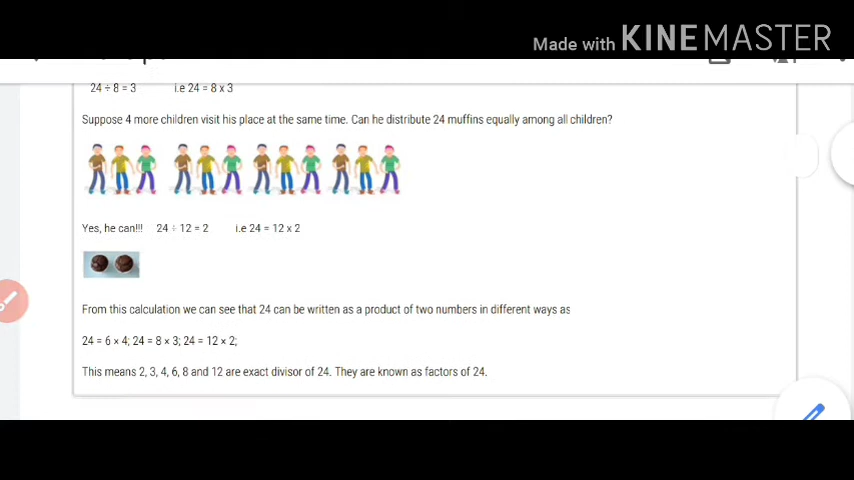 Made with KINEMASTER
24 ÷ 8 = 3 i.e 24 = 8 x 3
Suppose 4 more children visit his place at the same time. Can he distribute 24 muffins equally among all children?
Yes, he can!!! 24 ÷ 12 = 2 i.e 24 = 12 x 2
From this calculation we can see that 24 can be written as a product of two numbers in different ways as
24 = 6 × 4; 24 = 8 × 3; 24 = 12 × 2;
This means 2, 3, 4, 6, 8 and 12 are exact divisor of 24. They are known as factors of 24.